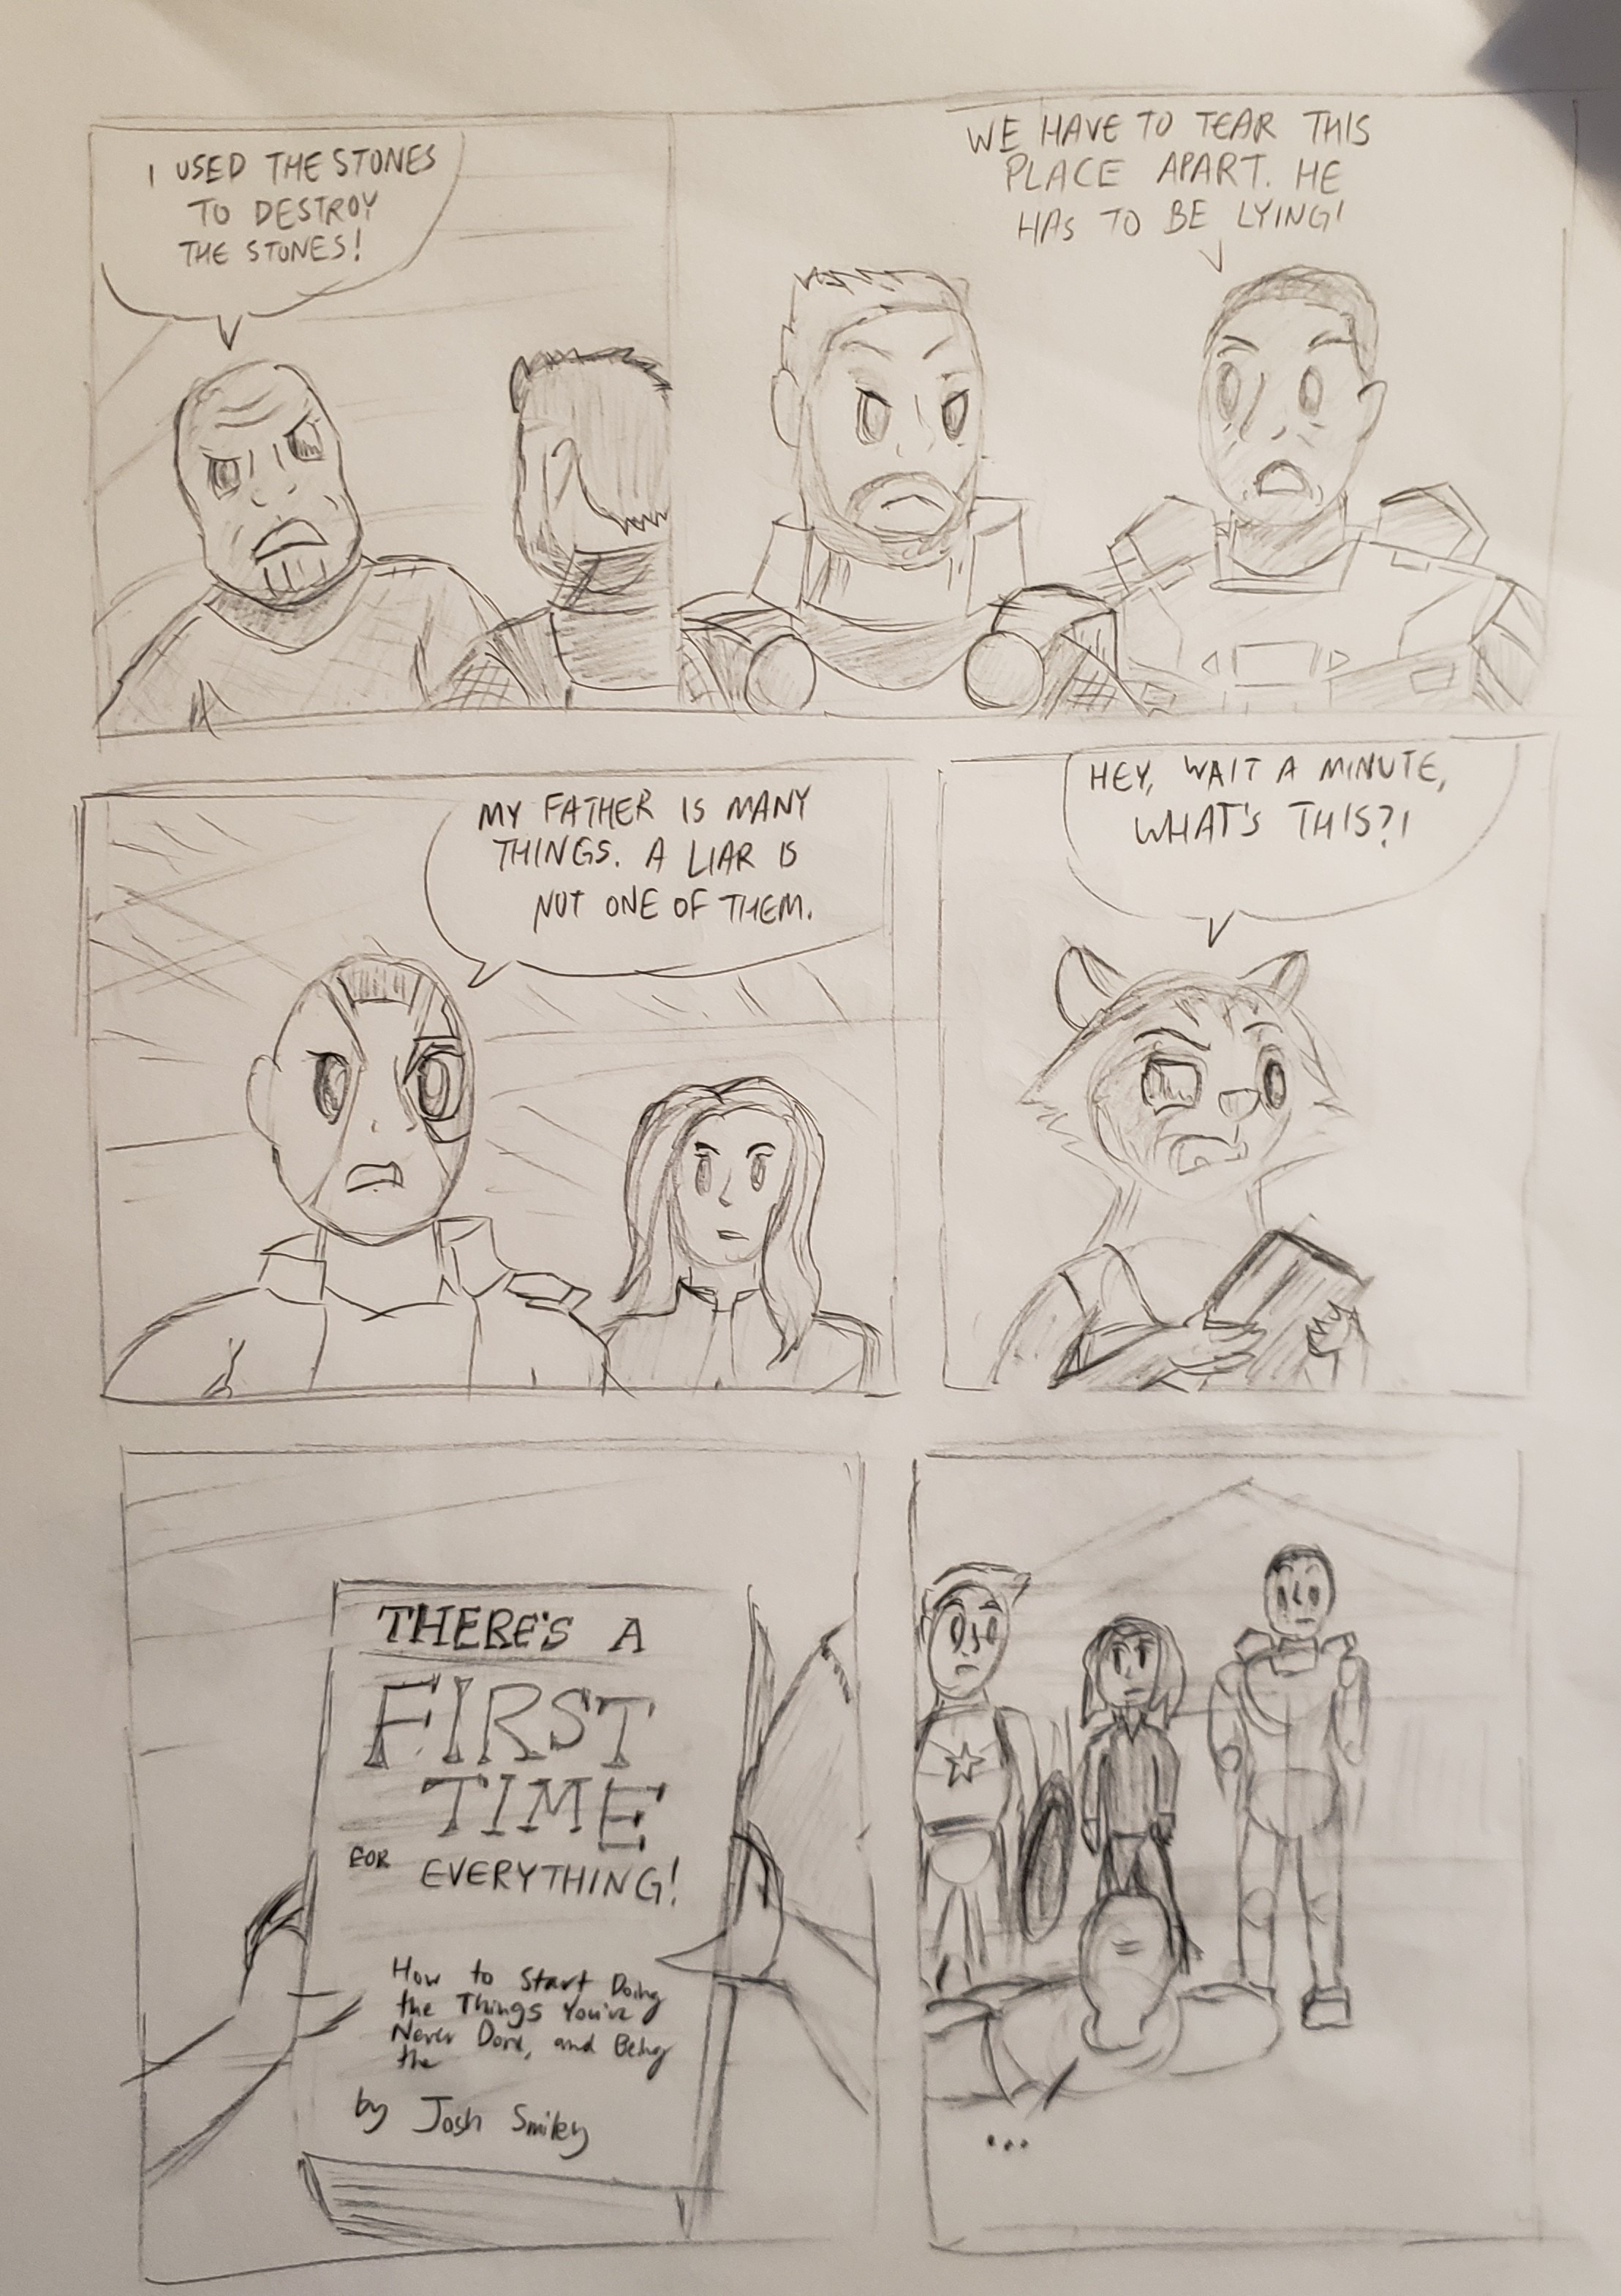 I USED THE STONES
TO DESTROY
THE STONES!
WE HAVE TO TEAR THIS
PLACE APART. HE
HAS TO BE LYING!
MY FATHER IS MANY
THINGS. A LIAR IS
NOT ONE OF THEM.
HEY, WAIT A MINUTE,
WHAT'S THIS?!
THERE'S A
FIRST
TIME
FOR EVERYTHING!
How to Start Doing
the Things You've
Never Done, and Being
the
by Josh Smiley
...